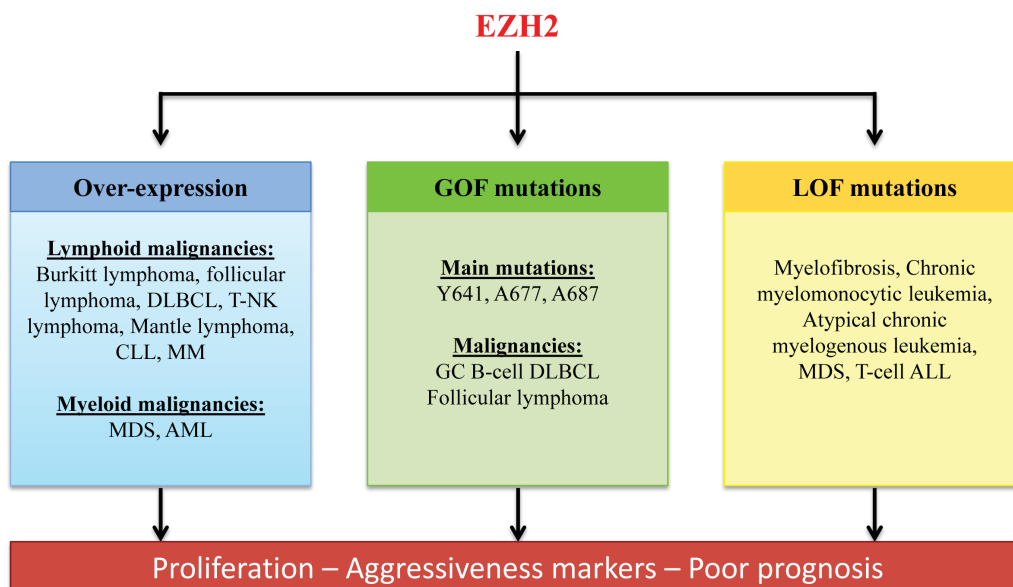 EZH2
Over-expression
Lymphoid malignancies:
Burkitt lymphoma, follicular
lymphoma, DLBCL, T-NK
lymphoma, Mantle lymphoma,
CLL, MM
Myeloid malignancies:
MDS, AML
GOF mutations
Main mutations:
Y641, A677, A687
Malignancies:
GC B-cell DLBCL
Follicular lymphoma
LOF mutations
Myelofibrosis, Chronic
myelomonocytic leukemia,
Atypical chronic
myelogenous leukemia,
MDS, T-cell ALL
Proliferation – Aggressiveness markers – Poor prognosis